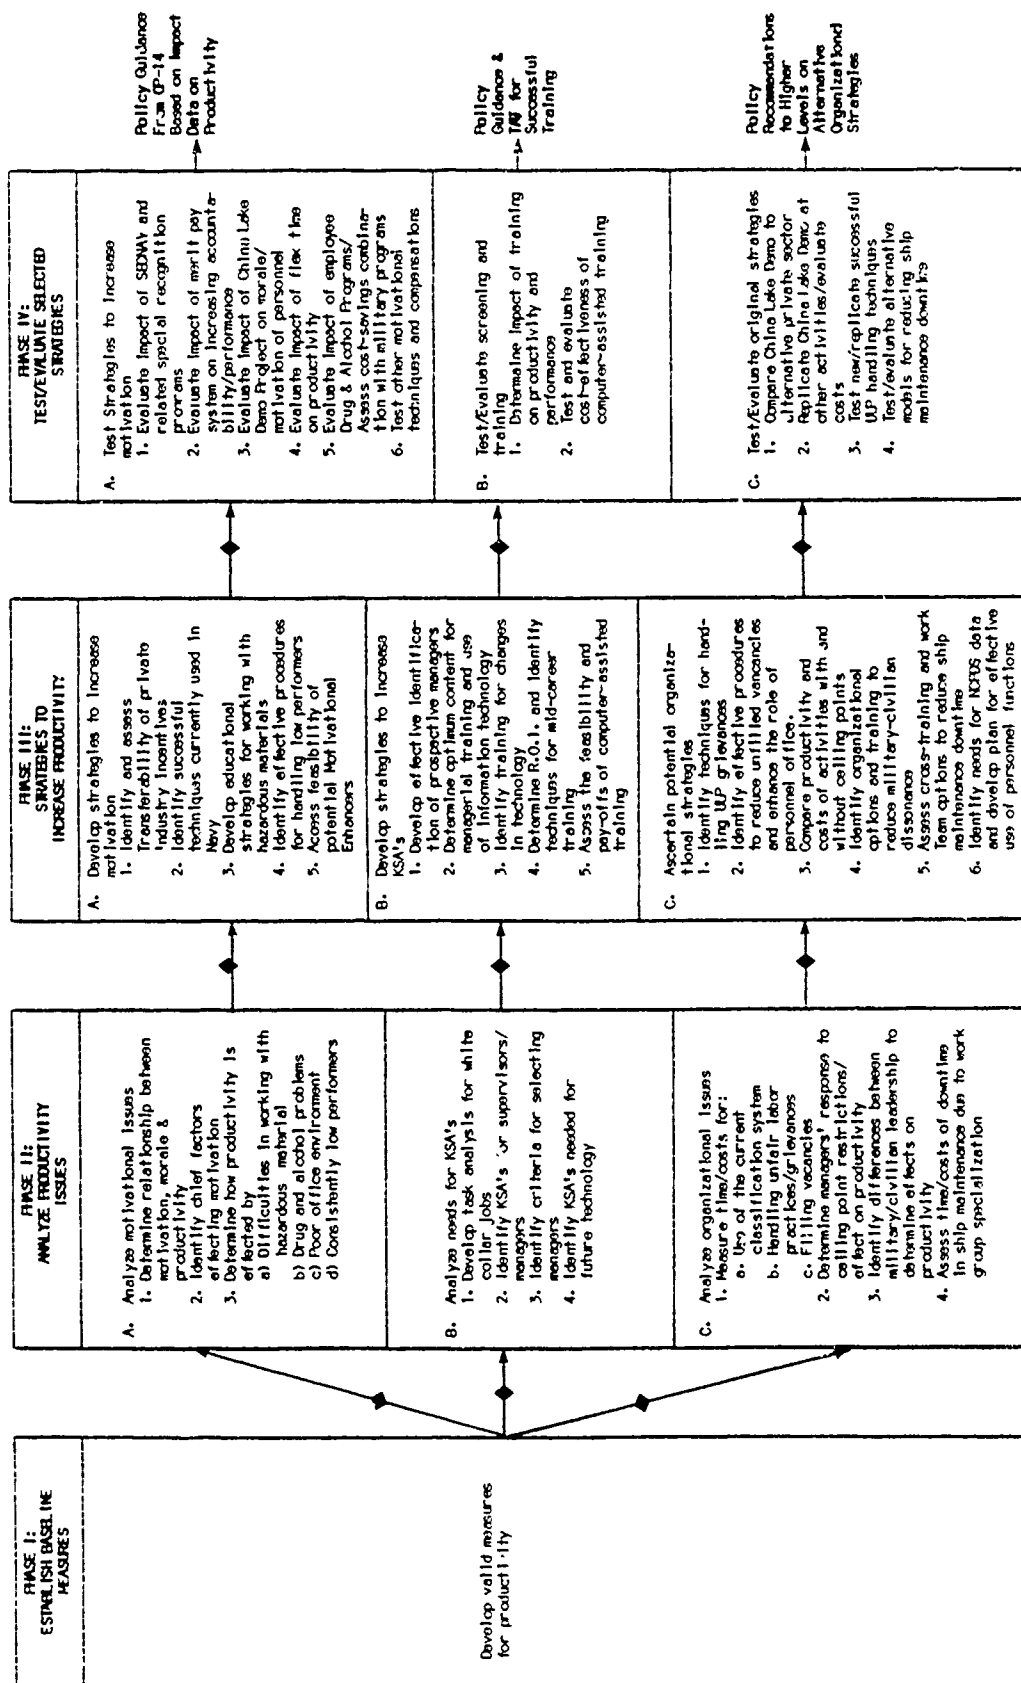 PHASE I:
ESTABLISH BASELINE
MEASURES
Develop valid measures
for productivity
PHASE II:
ANALYZE PRODUCTIVITY
ISSUES
A. Analyze motivational issues
1. Determine relationship between
motivation, morale &
productivity
2. Identify chief factors
effecting motivation
3. Determine how productivity is
effected by
a) Difficulties in working with
hazardous material
b) Drug and alcohol problems
c) Poor office environment
d) Consistently low performers
B. Analyze needs for KSA's
1. Develop task analysis for white
collar jobs
2. Identify KSA's for supervisors/
managers
3. Identify criteria for selecting
managers
4. Identify KSA's needed for
future technology
C. Analyze organizational issues
1. Measure time/costs for:
a. Use of the current
classification system
b. Handling unfair labor
practices/grievances
c. Filling vacancies
2. Determine managers' response to
ceiling point restrictions/
effect on productivity
3. Identify differences between
military/civilian leadership to
determine effects on
productivity
4. Assess time/costs of downtime
in ship maintenance due to work
group specialization
PHASE III:
STRATEGIES TO
INCREASE PRODUCTIVITY
A. Develop strategies to increase
motivation
1. Identify and assess
Transferability of private
industry incentives
2. Identify successful
techniques currently used in
Navy
3. Develop educational
strategies for working with
hazardous materials
4. Identify effective procedures
for handling low performers
5. Access feasibility of
potential Motivational
Enhancers
B. Develop strategies to increase
KSA's
1. Develop effective identifica-
tion of prospective managers
2. Determine optimum content for
managerial training and use
of information technology
3. Identify training for changes
in technology
4. Determine R.O.I. and identity
techniques for mid-career
training
5. Assess the feasibility and
pay-offs of computer-assisted
training
C. Ascertain potential organiza-
tional strategies
1. Identify techniques for hand-
ling ULP grievances
2. Identify effective procedures
to reduce unfilled vancancies
and enhance the role of
personnel office.
3. Compare productivity and
costs of activities with and
without ceiling points
4. Identify organizational
options and training to
reduce military-civilian
dissonance
5. Assess cross-training and work
Team options to reduce ship
maintenance downtime
6. Identify needs for NCPDS data
and develop plan for effective
use of personnel functions
PHASE IV:
TEST/EVALUATE SELECTED
STRATEGIES
A. Test Strategies to increase
motivation
1. Evaluate impact of SECNAV and
related special recognition
programs
2. Evaluate impact of merit pay
system on increasing accounta-
bility/performance
3. Evaluate impact of China Lake
Demo Project on morale/
motivation of personnel
4. Evaluate impact of flex time
on productivity
5. Evaluate impact of employee
Drug & Alcohol Programs/
Assess cost-savings combina-
tion with military programs
6. Test other motivational
techniques and compensations
B. Test/Evaluate screening and
training
1. Determine impact of training
on productivity and
performance
2. Test and evaluate
cost-effectiveness of
computer-assisted training
C. Test/Evaluate original strategies
1. Compare China Lake Demo to
alternative private sector
2. Replicate China Lake Demo at
other activities/evaluate
costs
3. Test new/replicate successful
ULP handling techniques
4. Test/evaluate alternative
models for reducing ship
maintenance downtime
Policy Guidance
From OP-14
Based on Impact
Data on
Productivity
Policy
Guidance &
for
Successful
Training
Policy
Recommendations
to Higher
Levels on
Alternative
Organizational
Strategies